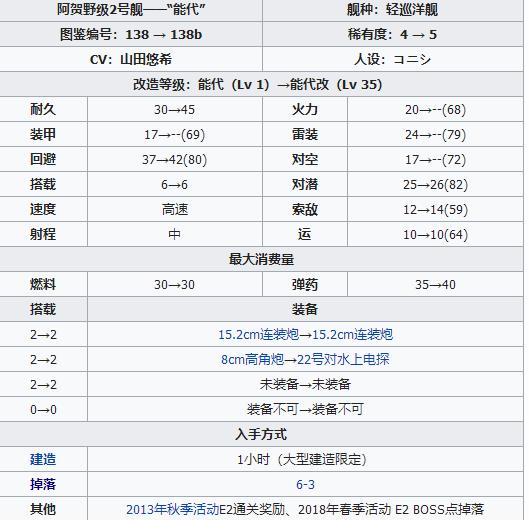 阿贺野级2号舰——“能代” 舰种：轻巡洋舰
图鉴编号：138 → 138b 稀有度：4 → 5
CV：山田悠希 人设：コニシ
改造等级：能代（Lv 1）→能代改（Lv 35）
耐久 30→45 火力 20→--(68)
装甲 17→--(69) 雷装 24→--(79)
回避 37→42(80) 对空 17→--(72)
搭载 6→6 对潜 25→26(82)
速度 高速 索敌 12→14(59)
射程 中 运 10→10(64)
最大消费量
燃料 30→30 弹药 35→40
搭载 装备
2→2 15.2cm连装炮→15.2cm连装炮
2→2 8cm高角炮→22号对水上电探
2→2 未装备→未装备
0→0 装备不可→装备不可
入手方式
建造 1小时（大型建造限定）
掉落 6-3
其他 2013年秋季活动E2通关奖励、2018年春季活动 E2 BOSS点掉落